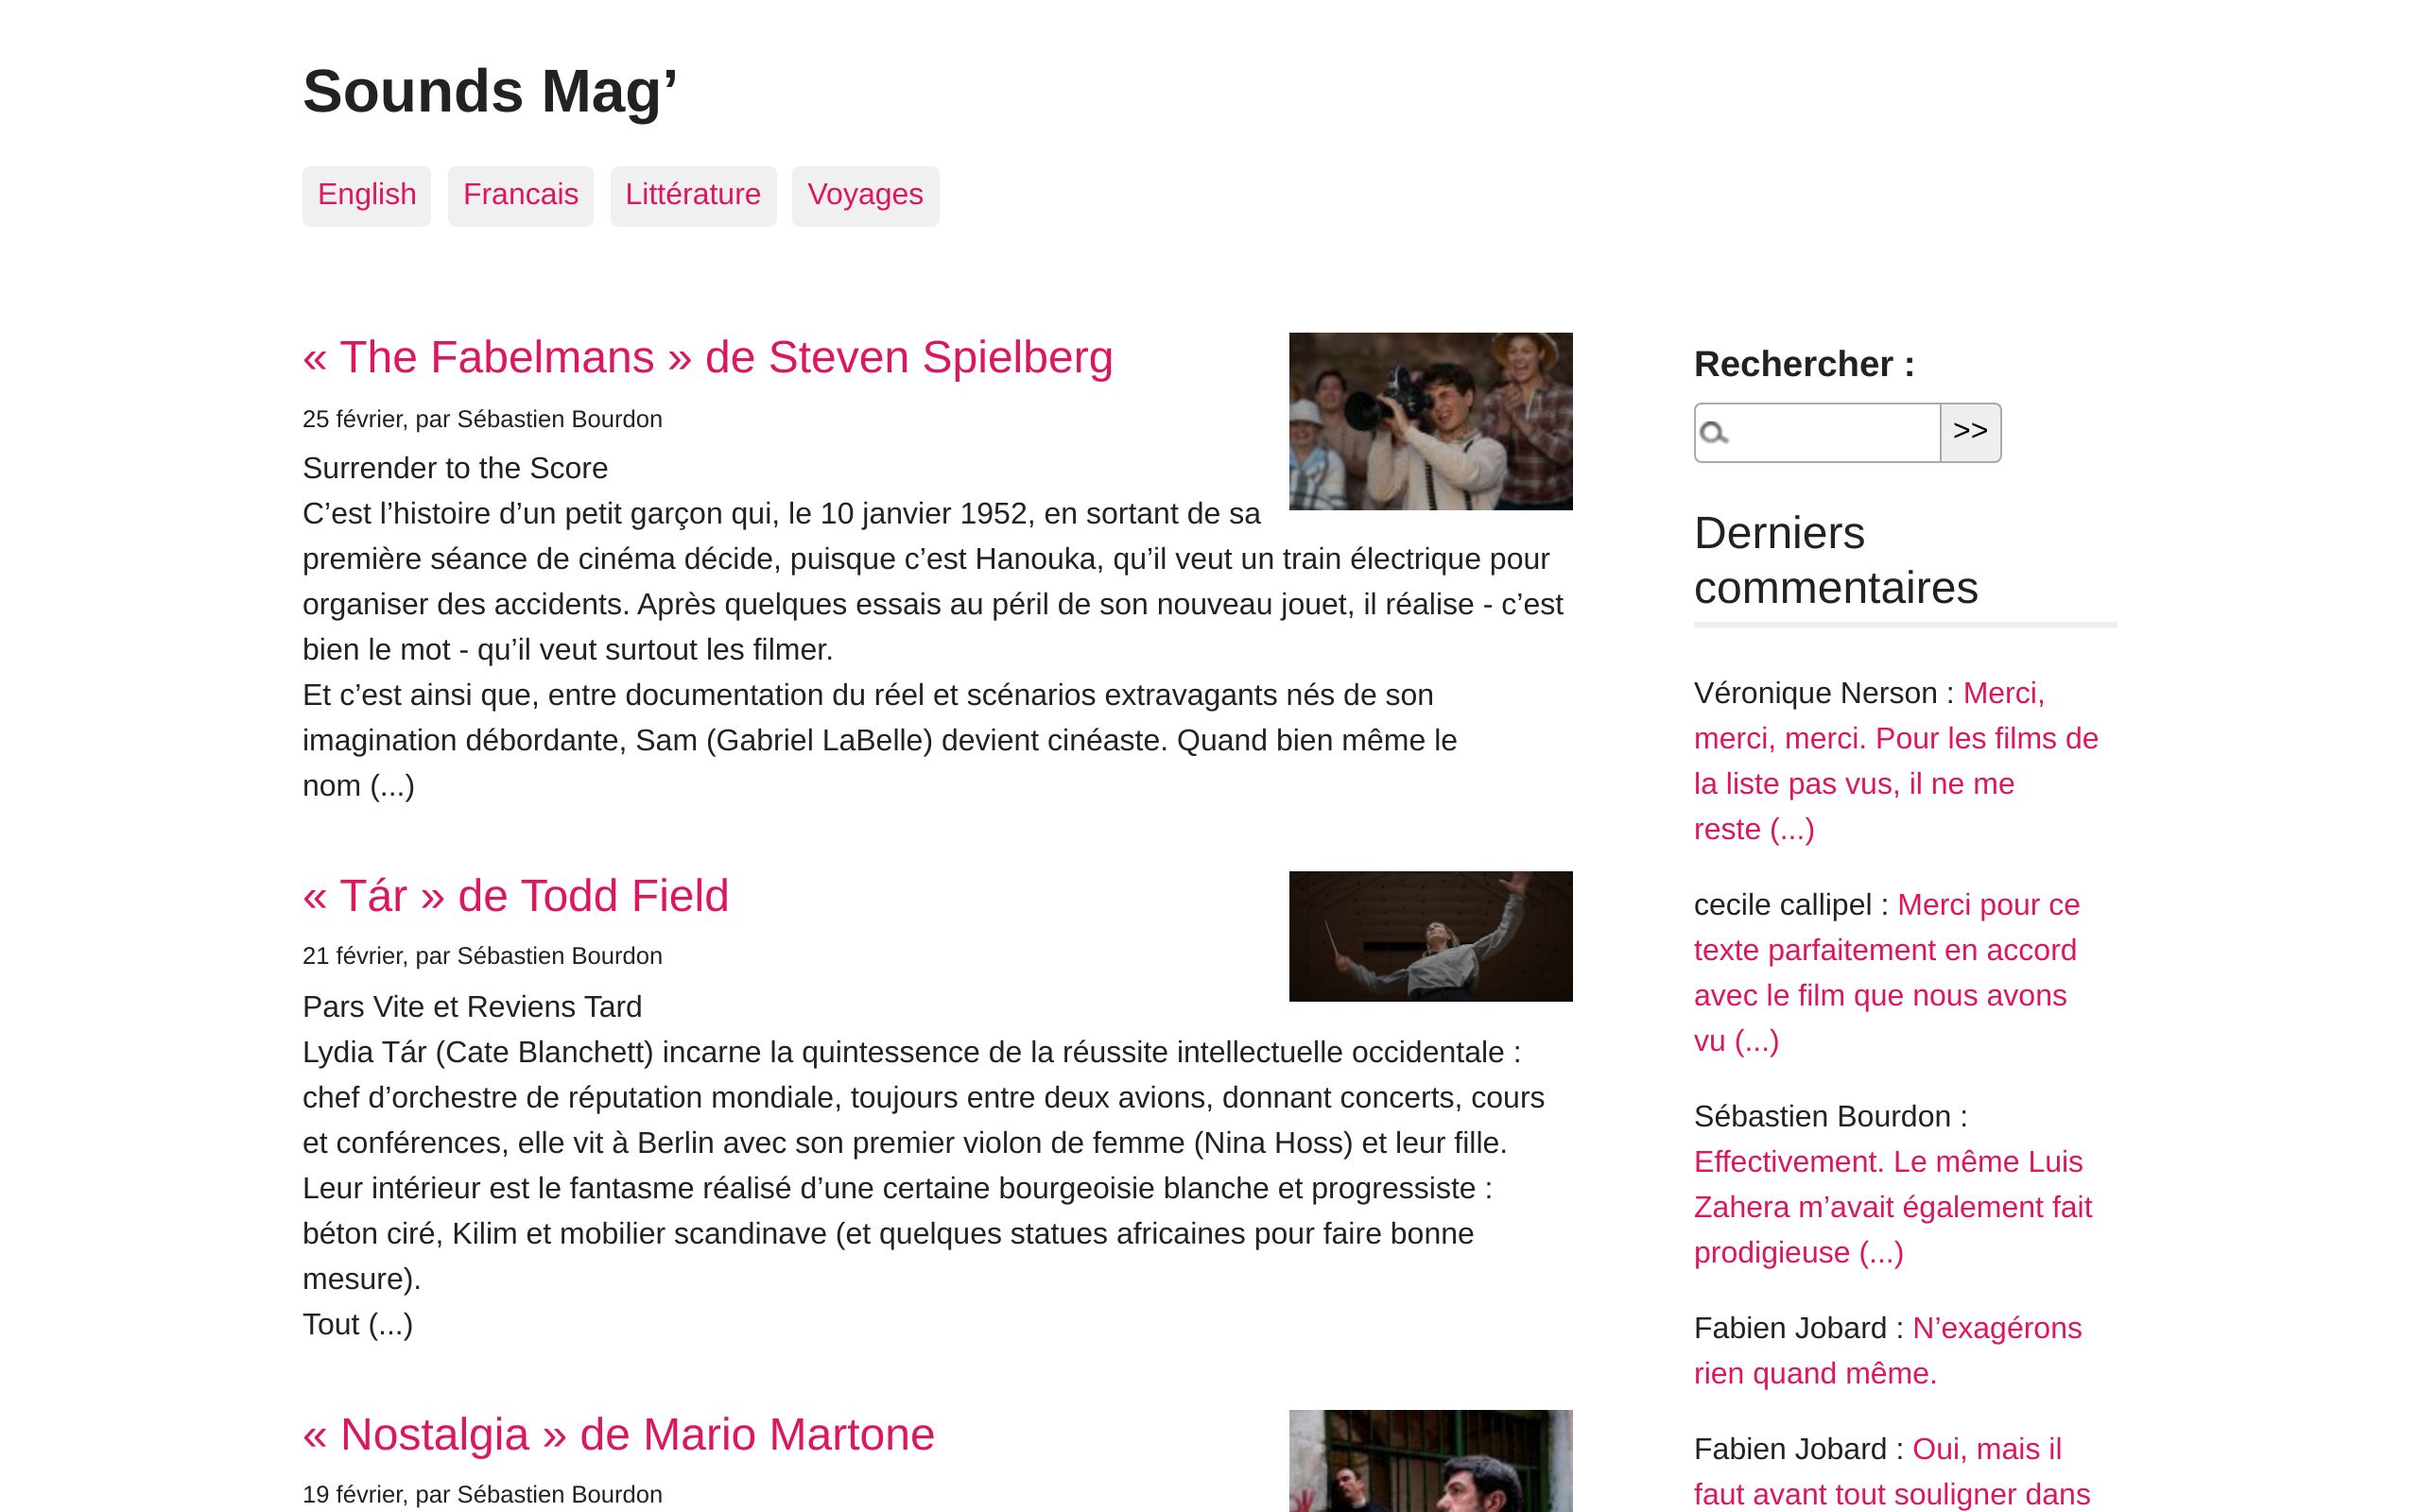 Sounds Mag’
English Francais Littérature Voyages
« The Fabelmans » de Steven Spielberg
25 février, par Sébastien Bourdon
Surrender to the Score
C’est l’histoire d’un petit garçon qui, le 10 janvier 1952, en sortant de sa
première séance de cinéma décide, puisque c’est Hanouka, qu’il veut un train électrique pour
organiser des accidents. Après quelques essais au péril de son nouveau jouet, il réalise - c’est
bien le mot - qu’il veut surtout les filmer.
Et c’est ainsi que, entre documentation du réel et scénarios extravagants nés de son
imagination débordante, Sam (Gabriel LaBelle) devient cinéaste. Quand bien même le
nom (...)
« Tár » de Todd Field
21 février, par Sébastien Bourdon
Pars Vite et Reviens Tard
Lydia Tár (Cate Blanchett) incarne la quintessence de la réussite intellectuelle occidentale :
chef d’orchestre de réputation mondiale, toujours entre deux avions, donnant concerts, cours
et conférences, elle vit à Berlin avec son premier violon de femme (Nina Hoss) et leur fille.
Leur intérieur est le fantasme réalisé d’une certaine bourgeoisie blanche et progressiste :
béton ciré, Kilim et mobilier scandinave (et quelques statues africaines pour faire bonne
mesure).
Tout (...)
« Nostalgia » de Mario Martone
19 février, par Sébastien Bourdon
Rechercher :
>>
Derniers
commentaires
Véronique Nerson : Merci,
merci, merci. Pour les films de
la liste pas vus, il ne me
reste (...)
cecile callipel : Merci pour ce
texte parfaitement en accord
avec le film que nous avons
vu (...)
Sébastien Bourdon :
Effectivement. Le même Luis
Zahera m’avait également fait
prodigieuse (...)
Fabien Jobard : N’exagérons
rien quand même.
Fabien Jobard : Oui, mais il
faut avant tout souligner dans